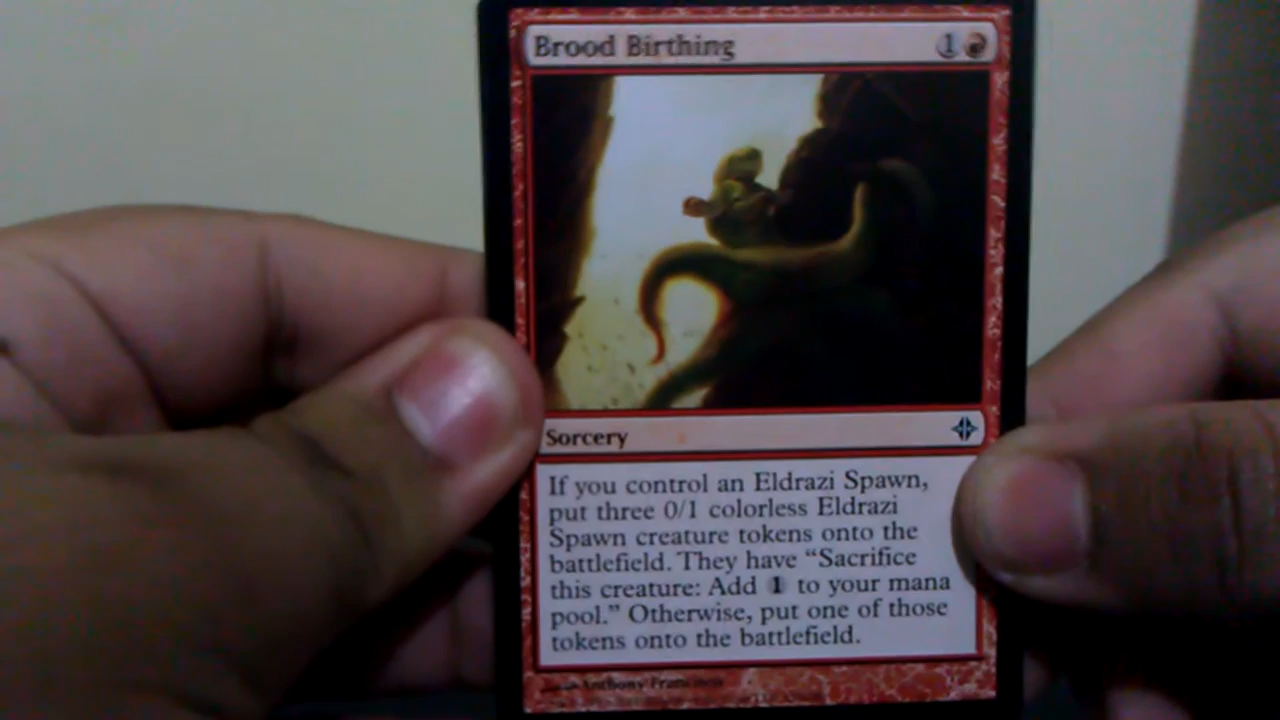 Brood Birthing 1
Sorcery
If you control an Eldrazi Spawn,
put three 0/1 colorless Eldrazi
Spawn creature tokens onto the
battlefield. They have “Sacrifice
this creature: Add 1 to your mana
pool.” Otherwise, put one of those
tokens onto the battlefield.
Anthony Francisco